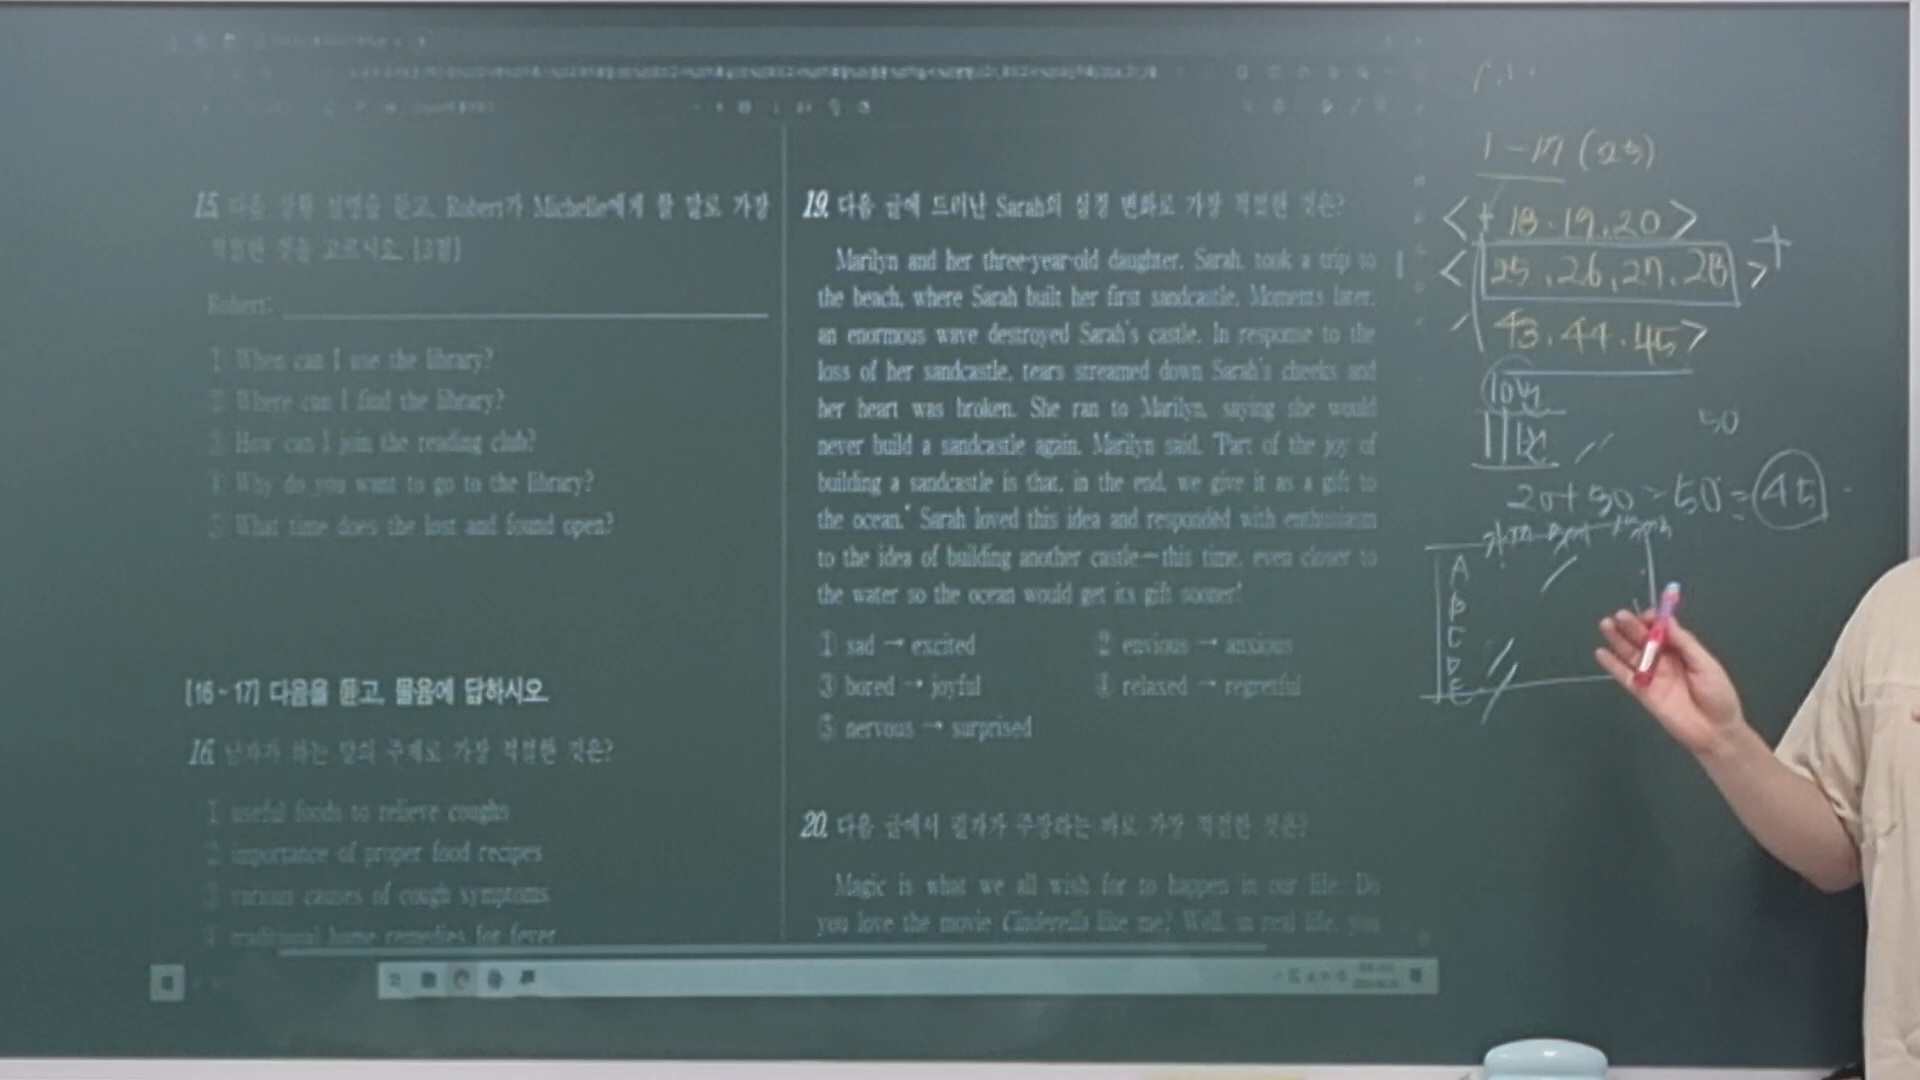 15. 다음 상황 설명을 듣고, Robert가 Michelle에게 할 말로 가장
적절한 것을 고르시오. [3점]
Robert:
① When can I use the library?
② Where can I find the library?
③ How can I join the reading club?
④ Why do you want to go to the library?
⑤ What time does the lost and found open?
[16~17] 다음을 듣고, 물음에 답하시오.
16. 남자가 하는 말의 주제로 가장 적절한 것은?
① useful foods to relieve coughs
② importance of proper food recipes
③ various causes of cough symptoms
④ traditional home remedies for fever
19. 다음 글에 드러난 Sarah의 심경 변화로 가장 적절한 것은?
Marilyn and her three-year-old daughter, Sarah, took a trip to
the beach, where Sarah built her first sandcastle. Moments later,
an enormous wave destroyed Sarah's castle. In response to the
loss of her sandcastle, tears streamed down Sarah's cheeks and
her heart was broken. She ran to Marilyn, saying she would
never build a sandcastle again. Marilyn said, "Part of the joy of
building a sandcastle is that, in the end, we give it as a gift to
the ocean." Sarah loved this idea and responded with enthusiasm
to the idea of building another castle—this time, even closer to
the water so the ocean would get its gift sooner!
① sad → excited
② envious → anxious
③ bored → joyful
④ relaxed → regretful
⑤ nervous → surprised
20. 다음 글에서 필자가 주장하는 바로 가장 적절한 것은?
Magic is what we all wish for to happen in our life. Do
you love the movie Cinderella like me? Well, in real life, you
1-17 (25)
< + 18.19.20 >
< 25.26.27.28 > +
43.44.45 >
50
20+30 50 = 45
A
B
C
D
E